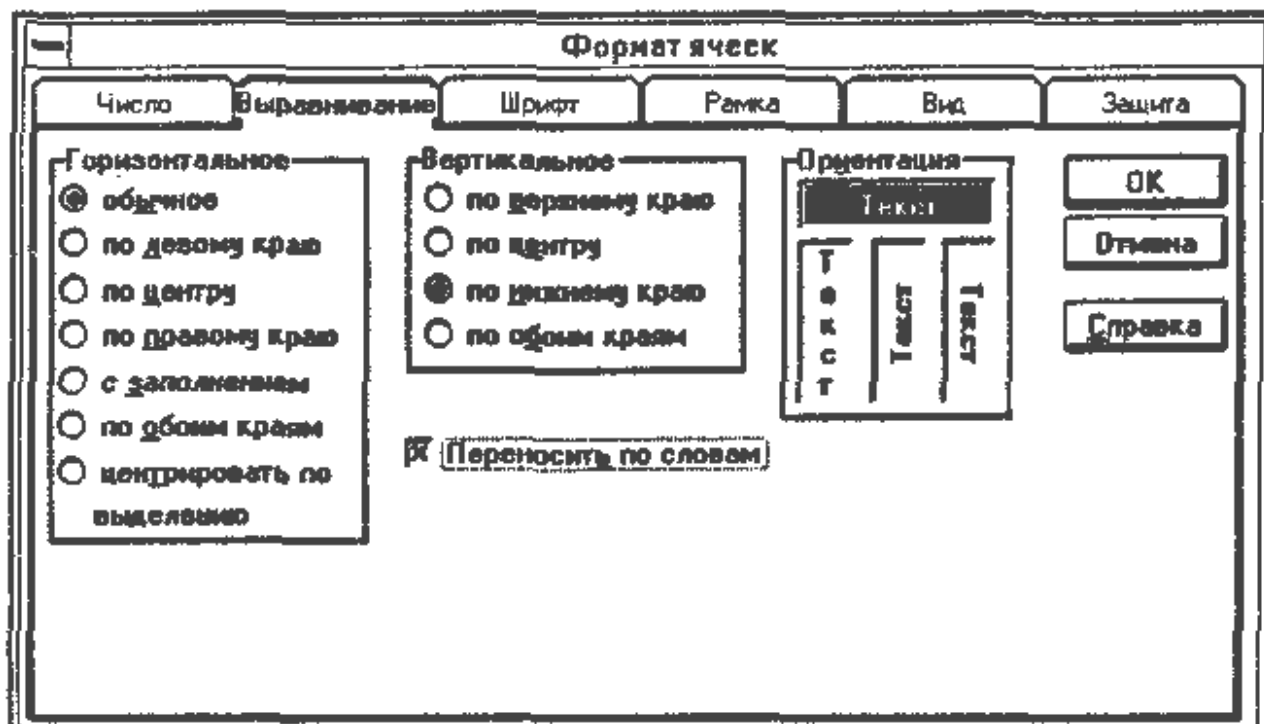 Формат ячеек
Число
Выравнивание
Шрифт
Рамка
Вид
Защита
Горизонтальное
обычное
по левому краю
по центру
по правому краю
с заполнением
по обоим краям
центрировать по
выделению
Вертикальное
по верхнему краю
по центру
по нижнему краю
по обоим краям
Переносить по словам
Ориентация
Текст
Текст
Текст
Текст
OK
Отмена
Справка